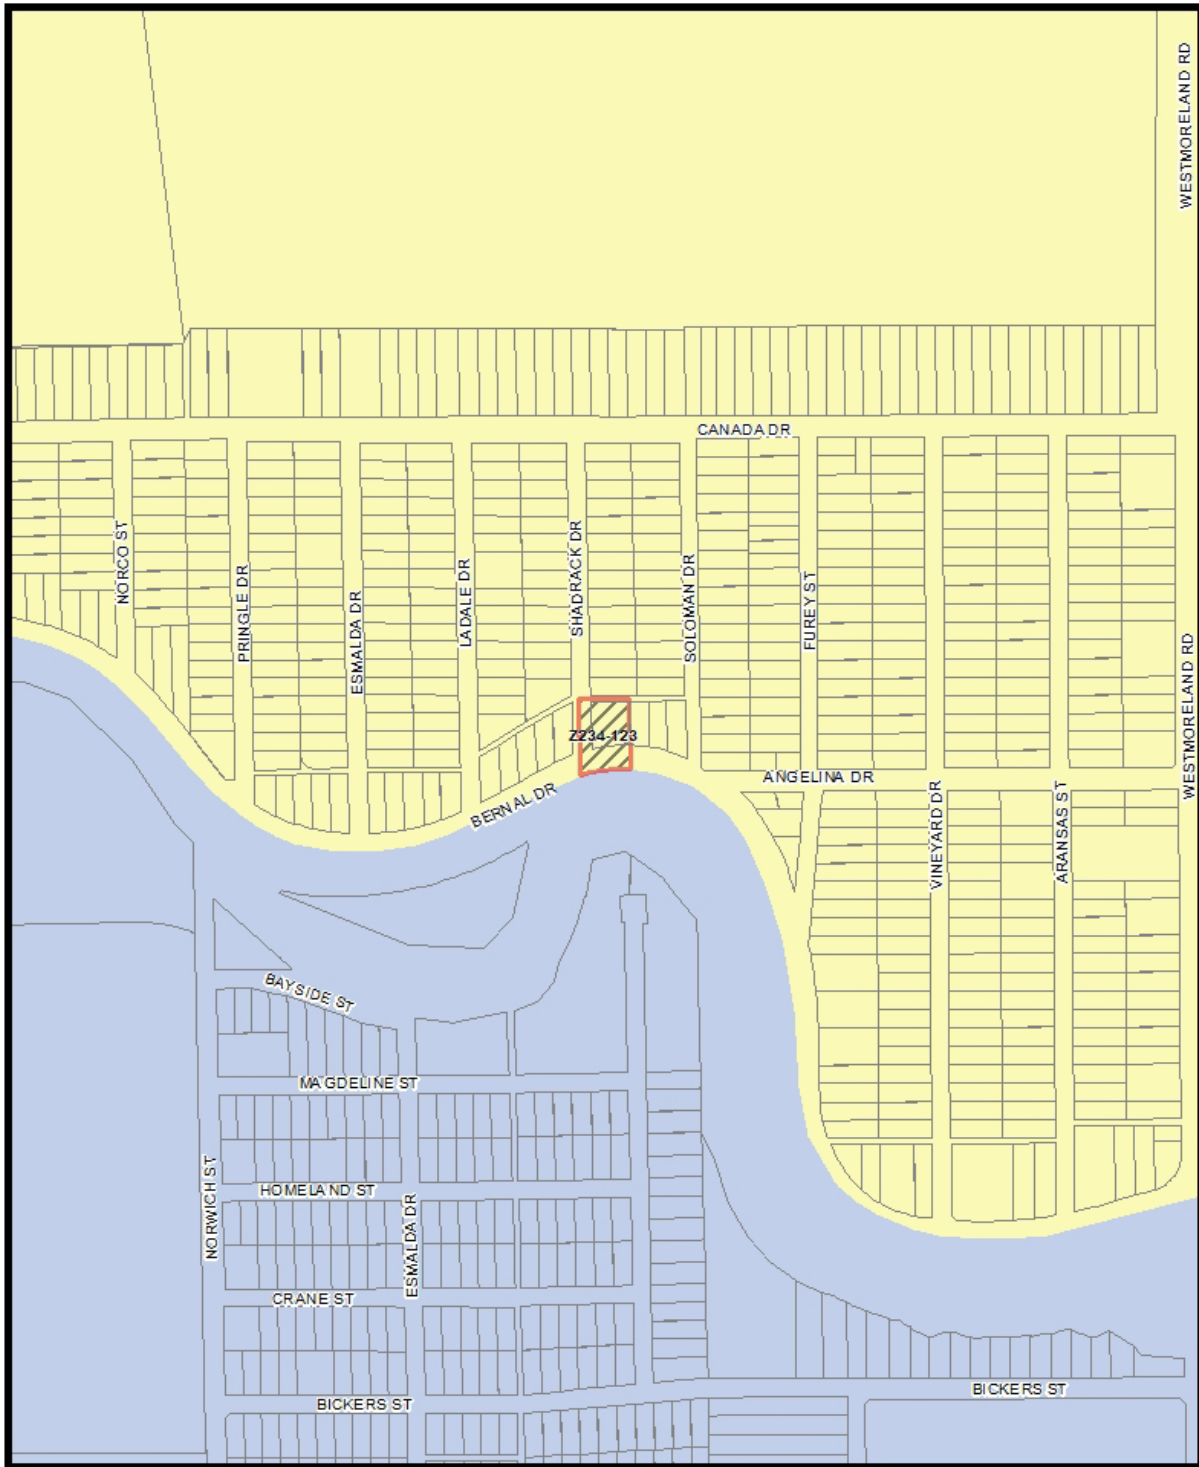 WESTMORELAND RD
CANADA DR
NORCO ST
PRINGLE DR
ESMALDA DR
LADALE DR
SHADRACK DR
SOLOMAN DR
FUREY ST
WESTMORELAND RD
Z234-123
ANGELINA DR
BERNAL DR
VINEYARD DR
ARANSAS ST
BAYSIDE ST
MAGDELINE ST
NORWICH ST
HOMELAND ST
ESMALDA DR
CRANE ST
BICKERS ST
BICKERS ST